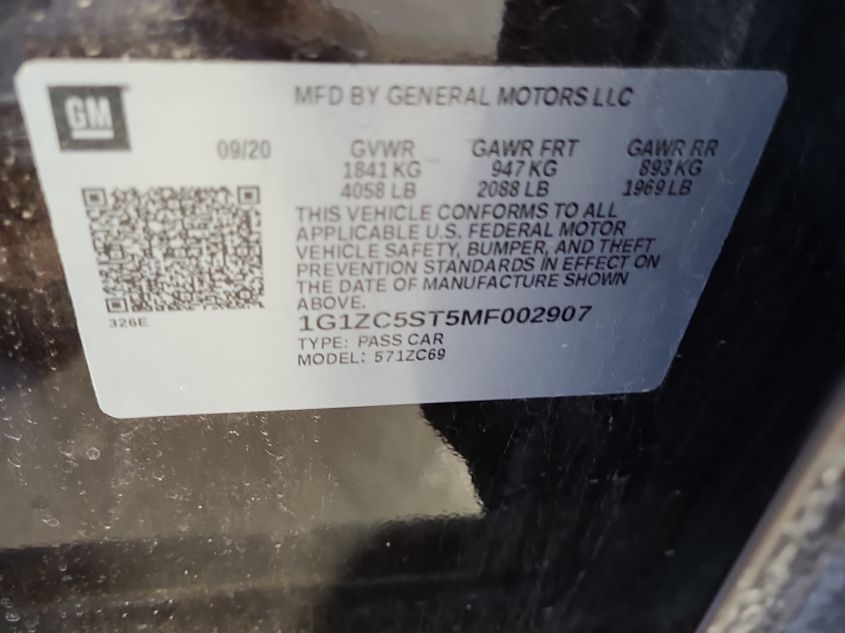 GM
MFD BY GENERAL MOTORS LLC
09/20 GVWR GAWR FRT GAWR RR
1841 KG 947 KG 893 KG
4058 LB 2088 LB 1969 LB
THIS VEHICLE CONFORMS TO ALL
APPLICABLE U.S. FEDERAL MOTOR
VEHICLE SAFETY, BUMPER, AND THEFT
PREVENTION STANDARDS IN EFFECT ON
THE DATE OF MANUFACTURE SHOWN
ABOVE.
326E
1G1ZC5ST5MF002907
TYPE: PASS CAR
MODEL: 571ZC69